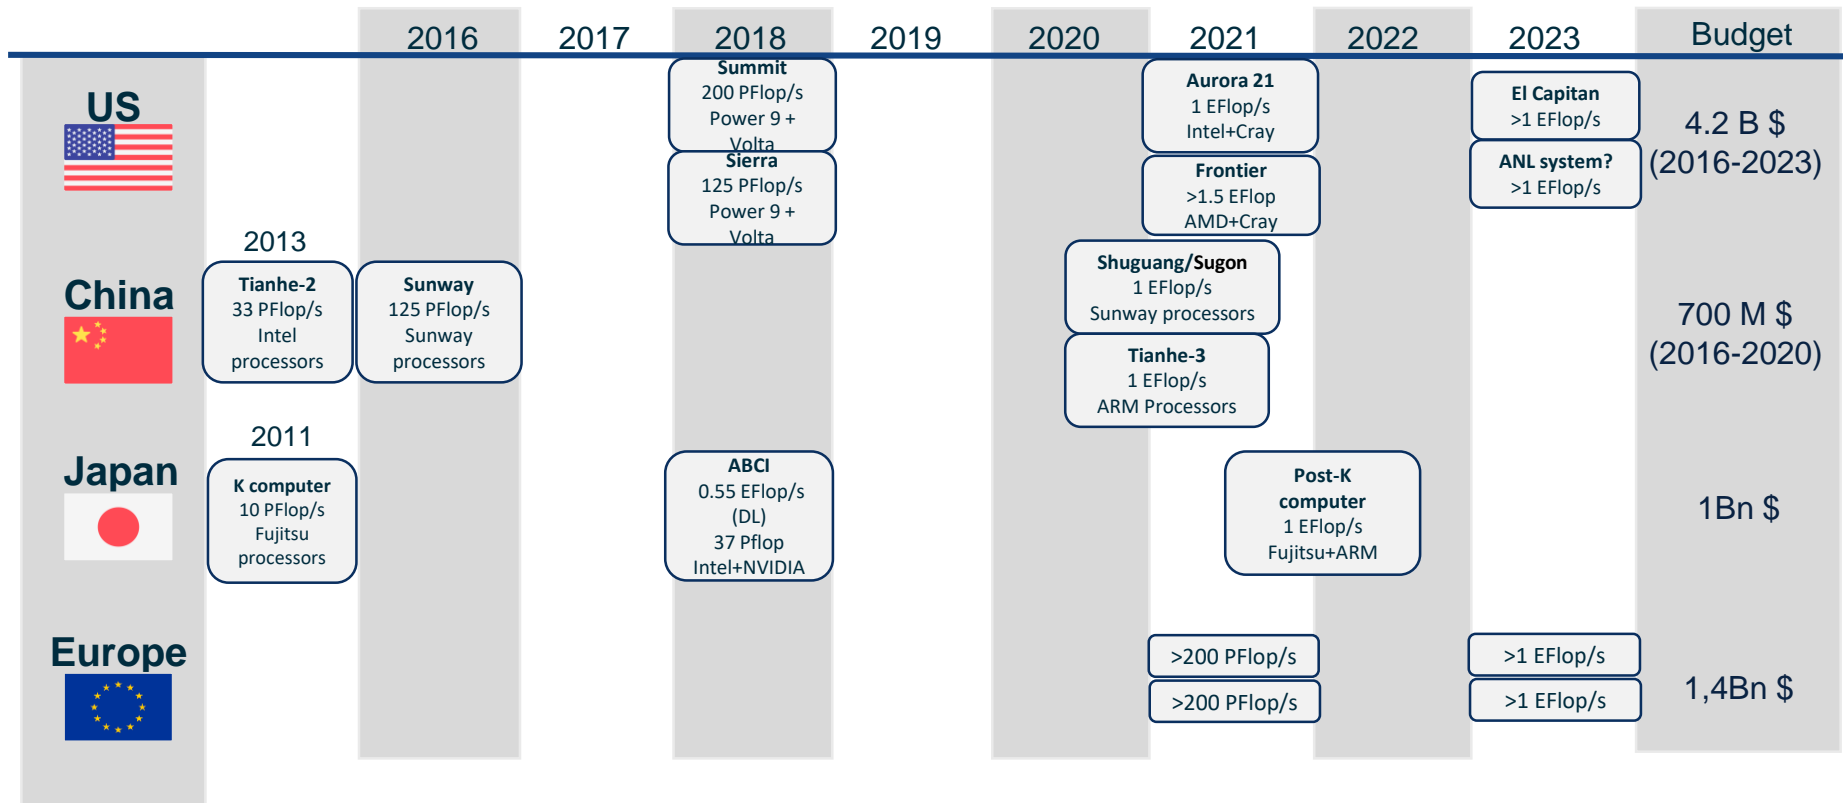 2016 2017 2018 2019 2020 2021 2022 2023 Budget
US
Summit
200 PFlop/s
Power 9 +
Volta
Sierra
125 PFlop/s
Power 9 +
Volta
Aurora 21
1 EFlop/s
Intel+Cray
Frontier
>1.5 EFlop
AMD+Cray
El Capitan
>1 EFlop/s
ANL system?
>1 EFlop/s
4.2 B $
(2016-2023)
China
2013
Tianhe-2
33 PFlop/s
Intel
processors
Sunway
125 PFlop/s
Sunway
processors
Shuguang/Sugon
1 EFlop/s
Sunway processors
Tianhe-3
1 EFlop/s
ARM Processors
700 M $
(2016-2020)
Japan
2011
K computer
10 PFlop/s
Fujitsu
processors
ABCI
0.55 EFlop/s
(DL)
37 Pflop
Intel+NVIDIA
Post-K
computer
1 EFlop/s
Fujitsu+ARM
1Bn $
Europe
>200 PFlop/s
>200 PFlop/s
>1 EFlop/s
>1 EFlop/s
1,4Bn $